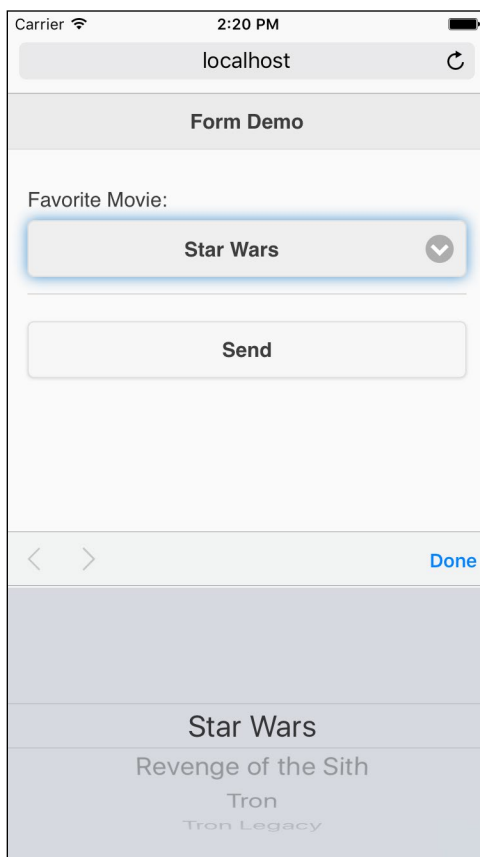 Carrier 2:20 PM
localhost
Form Demo
Favorite Movie:
Star Wars
Send
Done
Star Wars
Revenge of the Sith
Tron
Tron Legacy